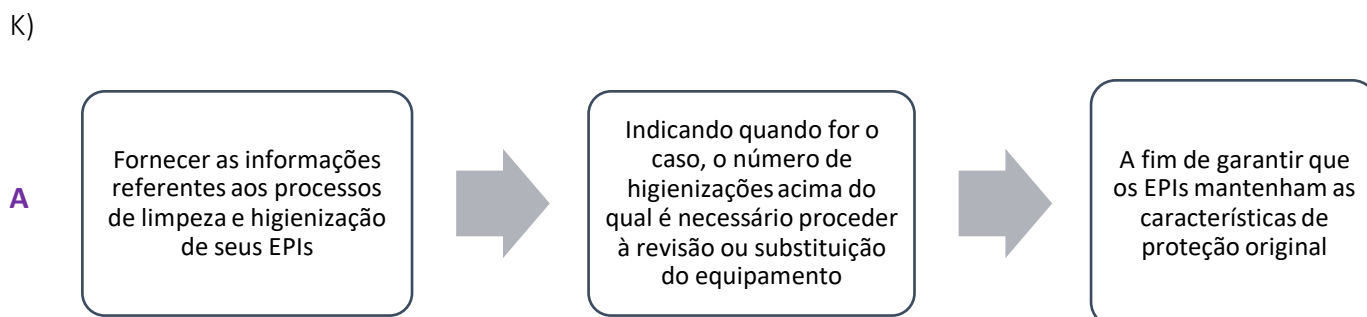 K)
A
Fornecer as informações
referentes aos processos
de limpeza e higienização
de seus EPIs
Indicando quando for o
caso, o número de
higienizações acima do
qual é necessário proceder
à revisão ou substituição
do equipamento
A fim de garantir que
os EPIs mantenham as
características de
proteção original